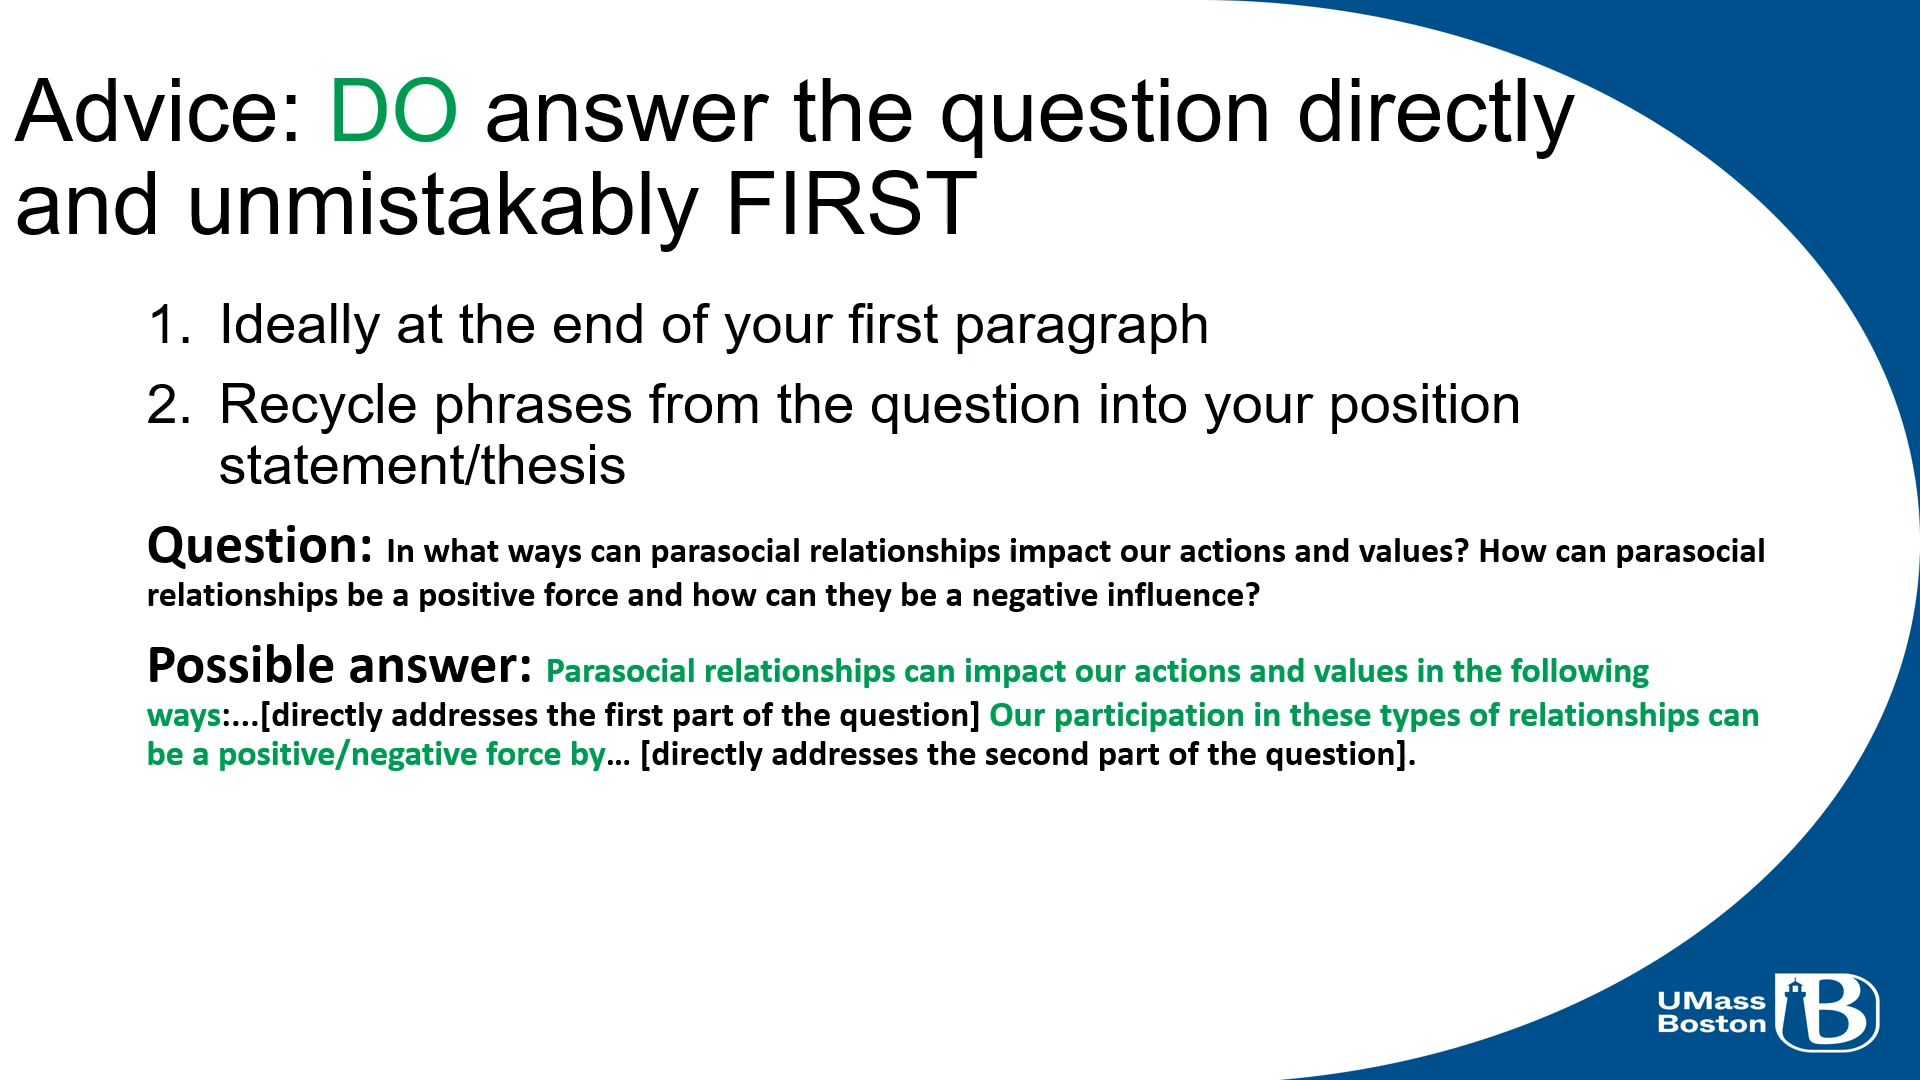 Advice: DO answer the question directly
and unmistakably FIRST
1. Ideally at the end of your first paragraph
2. Recycle phrases from the question into your position
statement/thesis
Question: In what ways can parasocial relationships impact our actions and values? How can parasocial
relationships be a positive force and how can they be a negative influence?
Possible answer: Parasocial relationships can impact our actions and values in the following
ways:...[directly addresses the first part of the question] Our participation in these types of relationships can
be a positive/negative force by... [directly addresses the second part of the question].
UMass
Boston
B